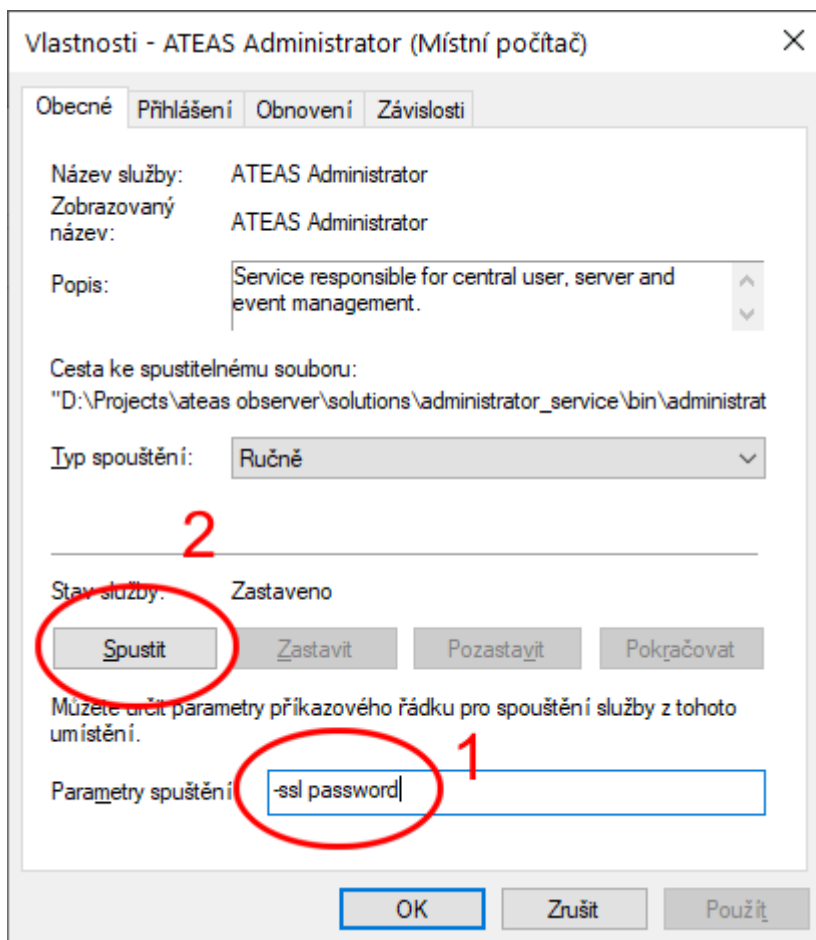 Vlastnosti - ATEAS Administrator (Místní počítač)
Obecné Přihlášení Obnovení Závislosti
Název služby: ATEAS Administrator
Zobrazovaný
název: ATEAS Administrator
Popis: Service responsible for central user, server and
event management.
Cesta ke spustitelnému souboru:
"D:\Projects\ateas observer\solutions\administrator_service\bin\administrat
Typ spouštění: Ručně
2
Stav služby: Zastaveno
Spustit Zastavit Pozastavit Pokračovat
Můžete určit parametry příkazového řádku pro spouštění služby z tohoto
umístění.
1
Parametry spuštění -ssl password
OK Zrušit Použít